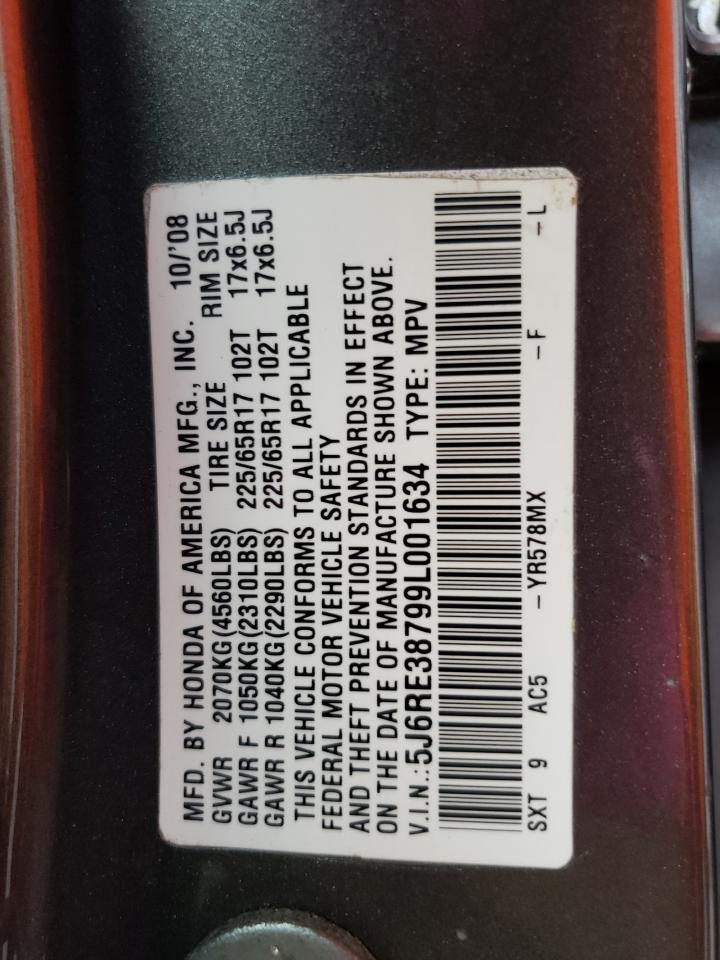 MFD. BY HONDA OF AMERICA MFG., INC. 10/'08
GVWR 2070KG(4560LBS) TIRE SIZE RIM SIZE
GAWR F 1050KG(2310LBS) 225/65R17 102T 17x6.5J
GAWR R 1040KG(2290LBS) 225/65R17 102T 17x6.5J
THIS VEHICLE CONFORMS TO ALL APPLICABLE
FEDERAL MOTOR VEHICLE SAFETY
AND THEFT PREVENTION STANDARDS IN EFFECT
ON THE DATE OF MANUFACTURE SHOWN ABOVE.
V.I.N.:5J6RE38799L001634 TYPE: MPV
SXT 9 AC5 -YR578MX -F -L